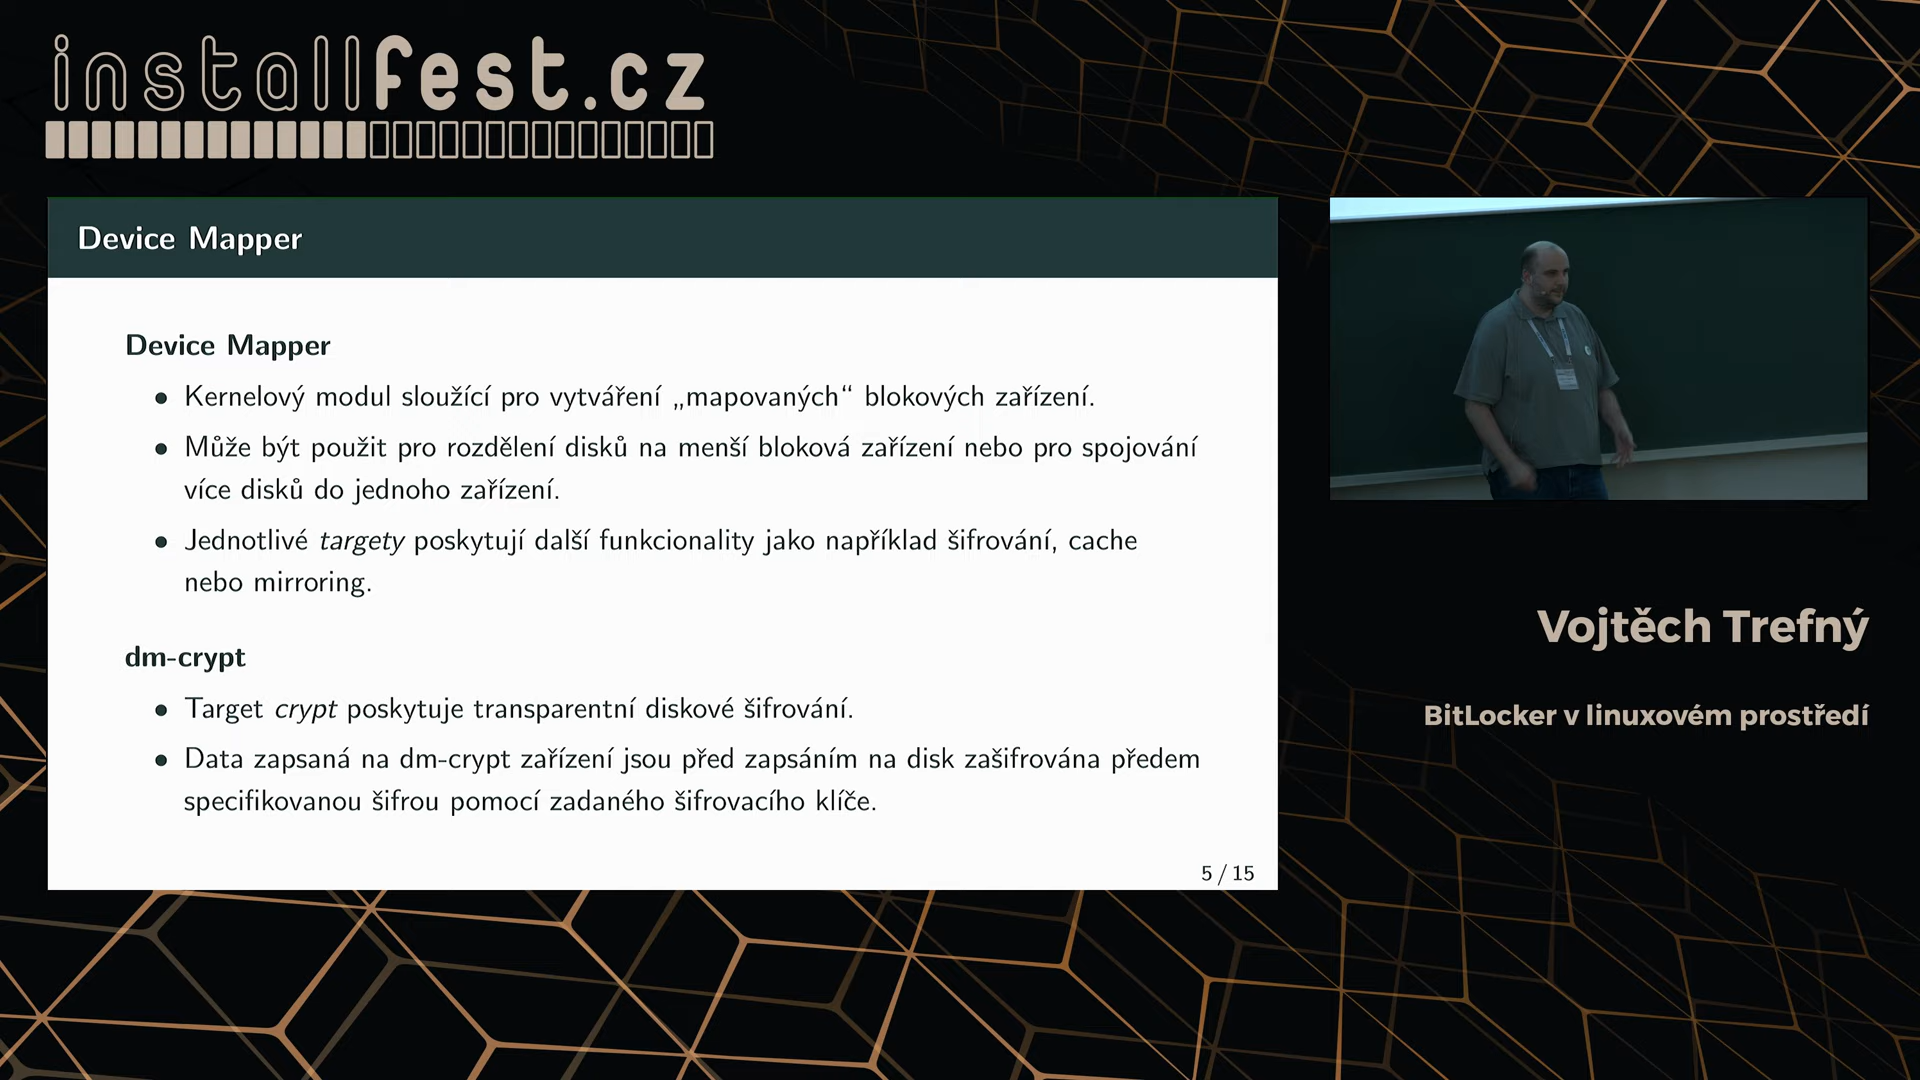 installfest.cz
Device Mapper
Device Mapper
• Kernelový modul sloužící pro vytváření „mapovaných“ blokových zařízení.
• Může být použit pro rozdělení disků na menší bloková zařízení nebo pro spojování
více disků do jednoho zařízení.
• Jednotlivé targety poskytují další funkcionality jako například šifrování, cache
nebo mirroring.
dm-crypt
• Target crypt poskytuje transparentní diskové šifrování.
• Data zapsaná na dm-crypt zařízení jsou před zapsáním na disk zašifrována předem
specifikovanou šifrou pomocí zadaného šifrovacího klíče.
5 / 15
Vojtěch Trefný
BitLocker v linuxovém prostředí